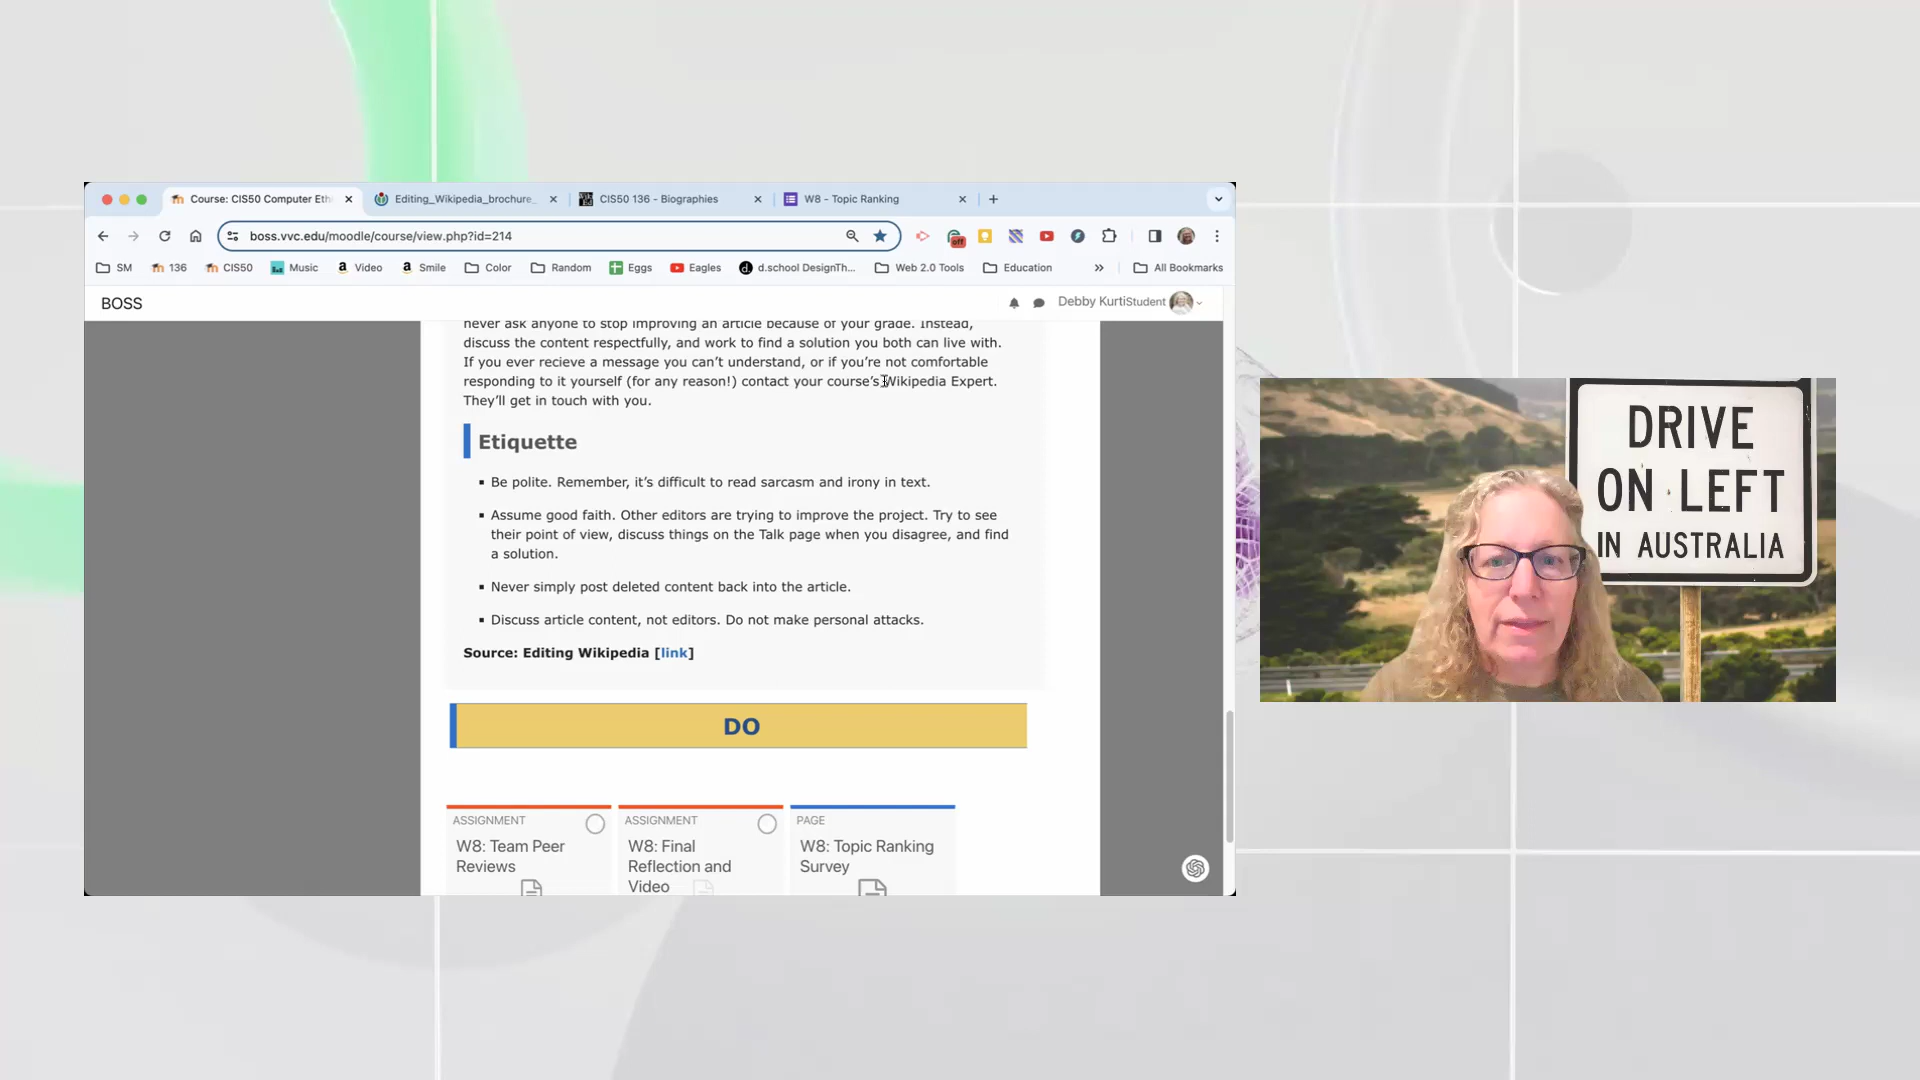 Course: CIS50 Computer Eth
Editing_Wikipedia_brochure_
CIS50 136 - Biographies
W8 - Topic Ranking
boss.vvc.edu/moodle/course/view.php?id=214
off
SM
136
CIS50
Music
Video
Smile
Color
Random
Eggs
Eagles
d.school DesignTh...
Web 2.0 Tools
Education
»
All Bookmarks
BOSS
Debby KurtiStudent
never ask anyone to stop improving an article because of your grade. Instead,
discuss the content respectfully, and work to find a solution you both can live with.
If you ever recieve a message you can't understand, or if you're not comfortable
responding to it yourself (for any reason!) contact your course's Wikipedia Expert.
They'll get in touch with you.
Etiquette
▪ Be polite. Remember, it's difficult to read sarcasm and irony in text.
▪ Assume good faith. Other editors are trying to improve the project. Try to see
their point of view, discuss things on the Talk page when you disagree, and find
a solution.
▪ Never simply post deleted content back into the article.
▪ Discuss article content, not editors. Do not make personal attacks.
Source: Editing Wikipedia [link]
DO
ASSIGNMENT
W8: Team Peer
Reviews
ASSIGNMENT
W8: Final
Reflection and
Video
PAGE
W8: Topic Ranking
Survey
DRIVE
ON LEFT
IN AUSTRALIA